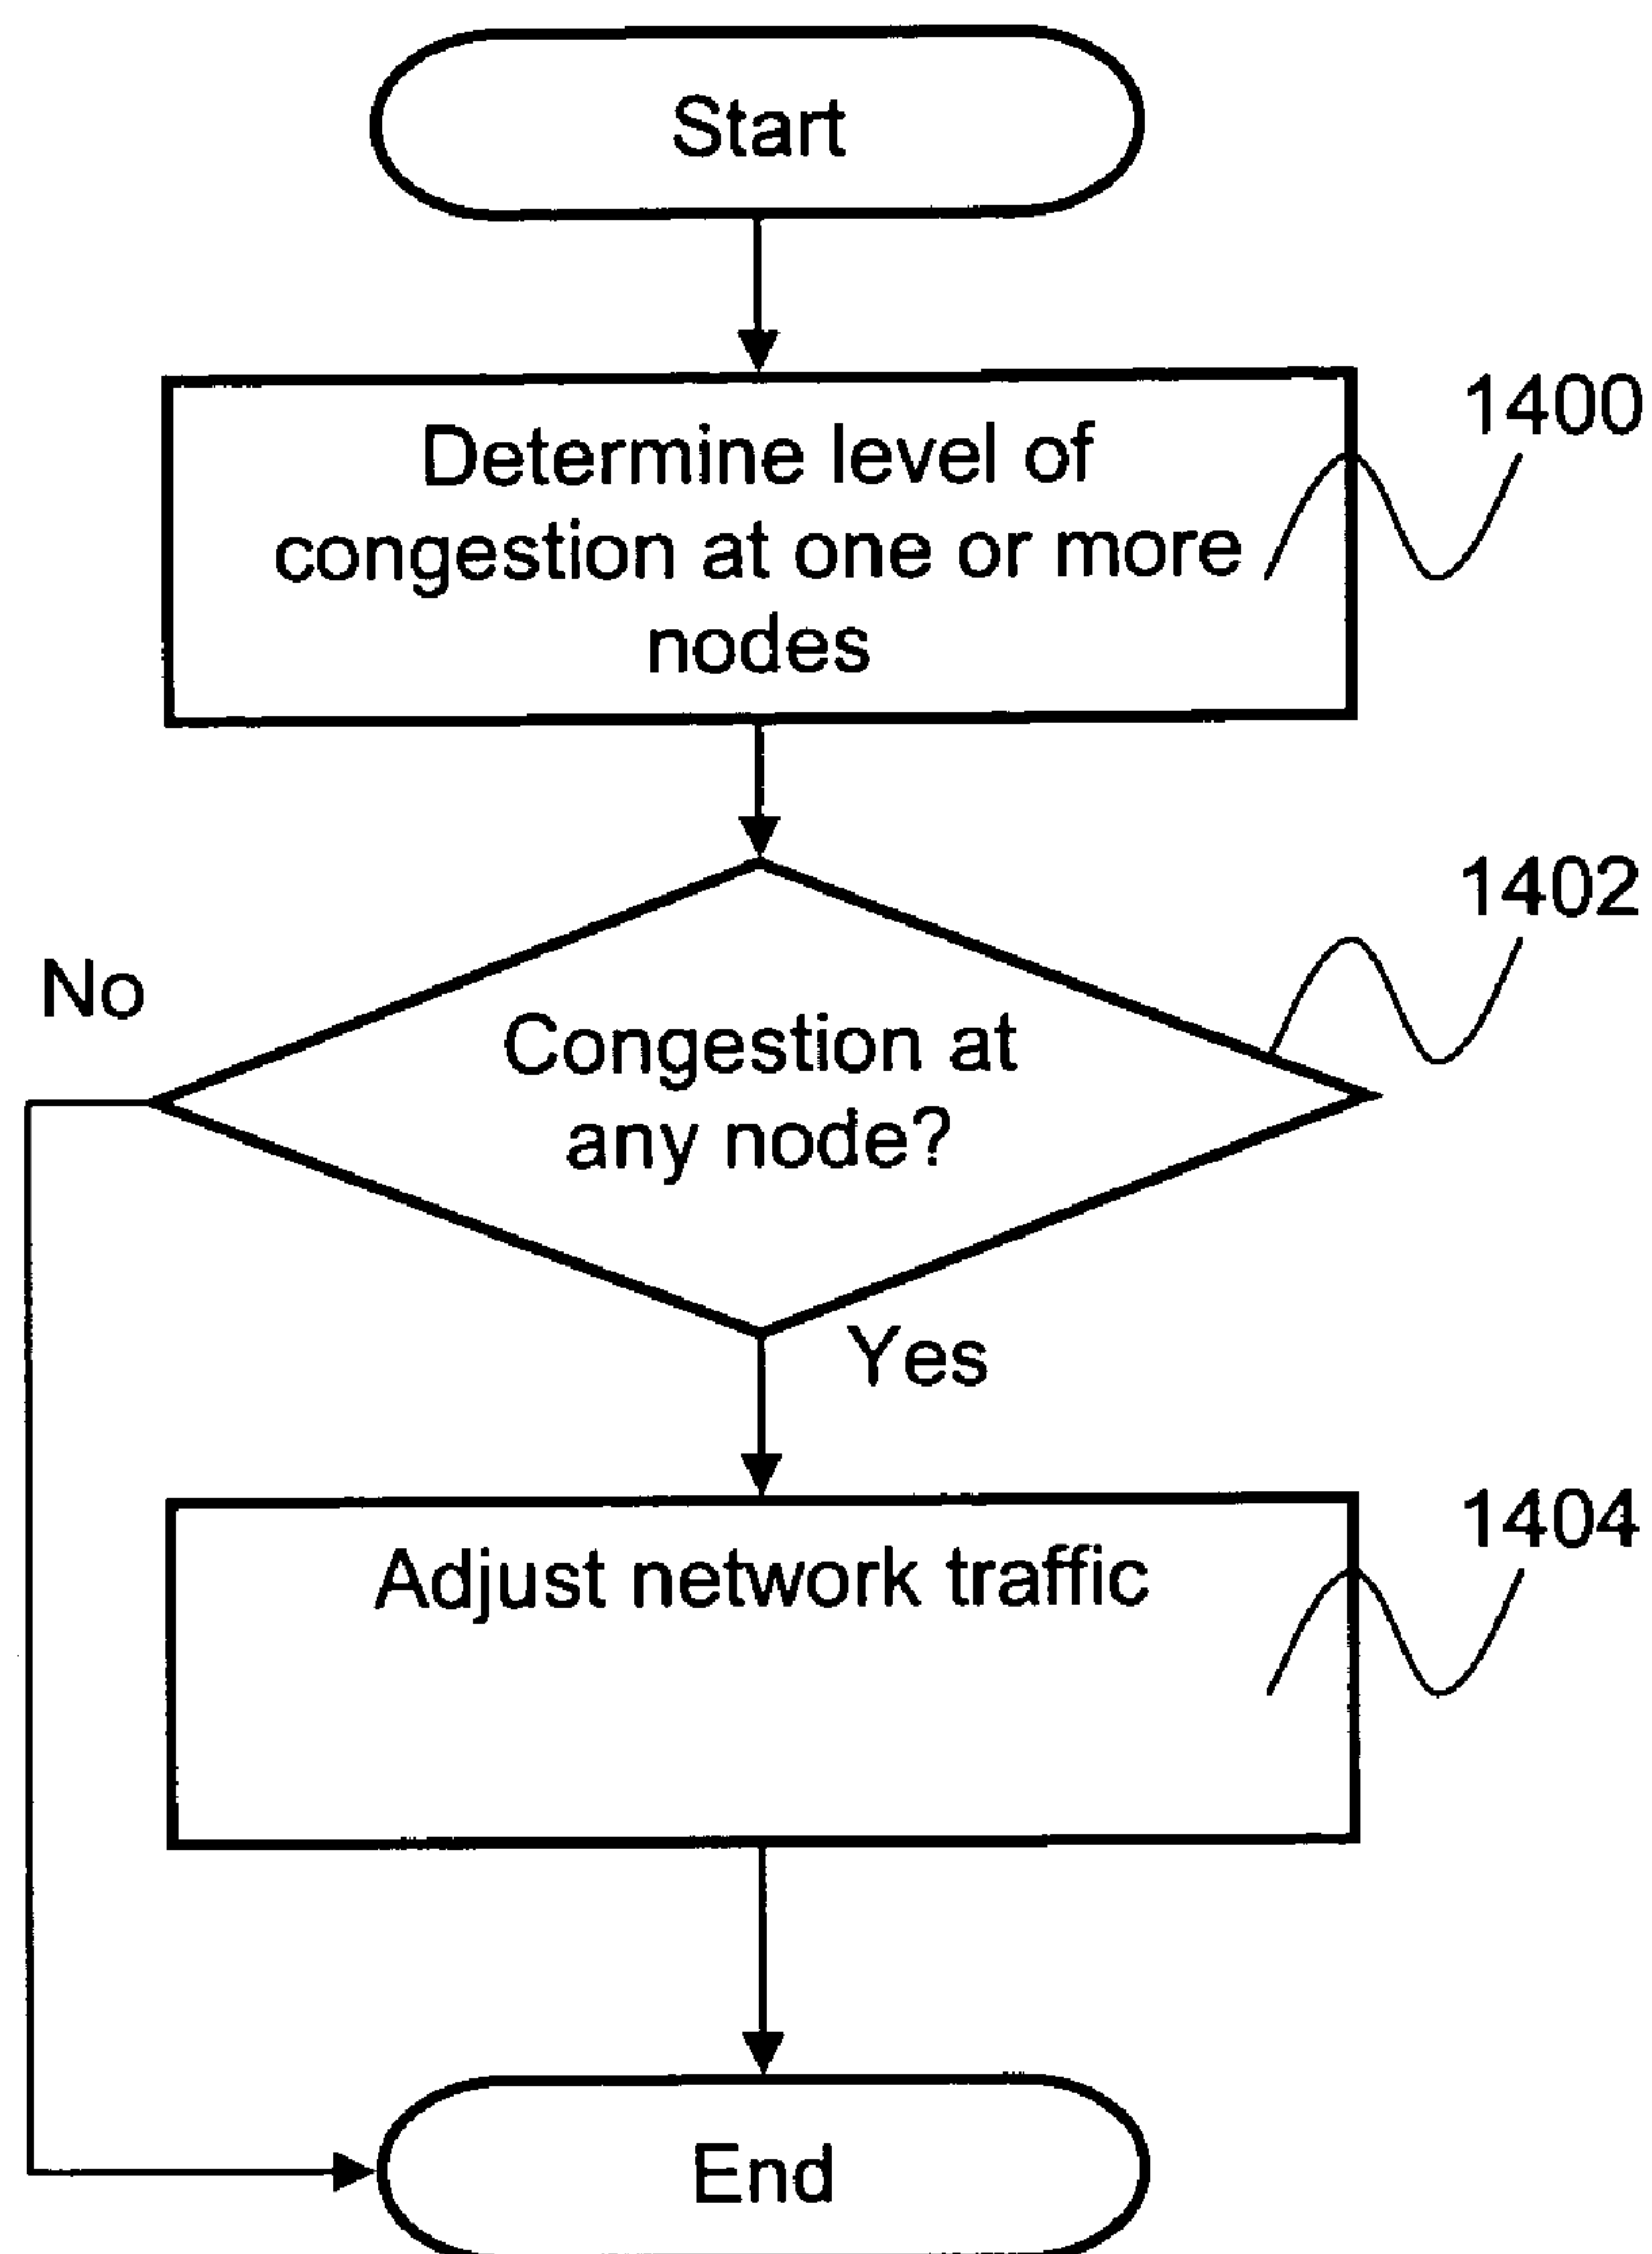 Start
1400
Determine level of
congestion at one or more
nodes
1402
No
Congestion at
any node?
Yes
1404
Adjust network traffic
End